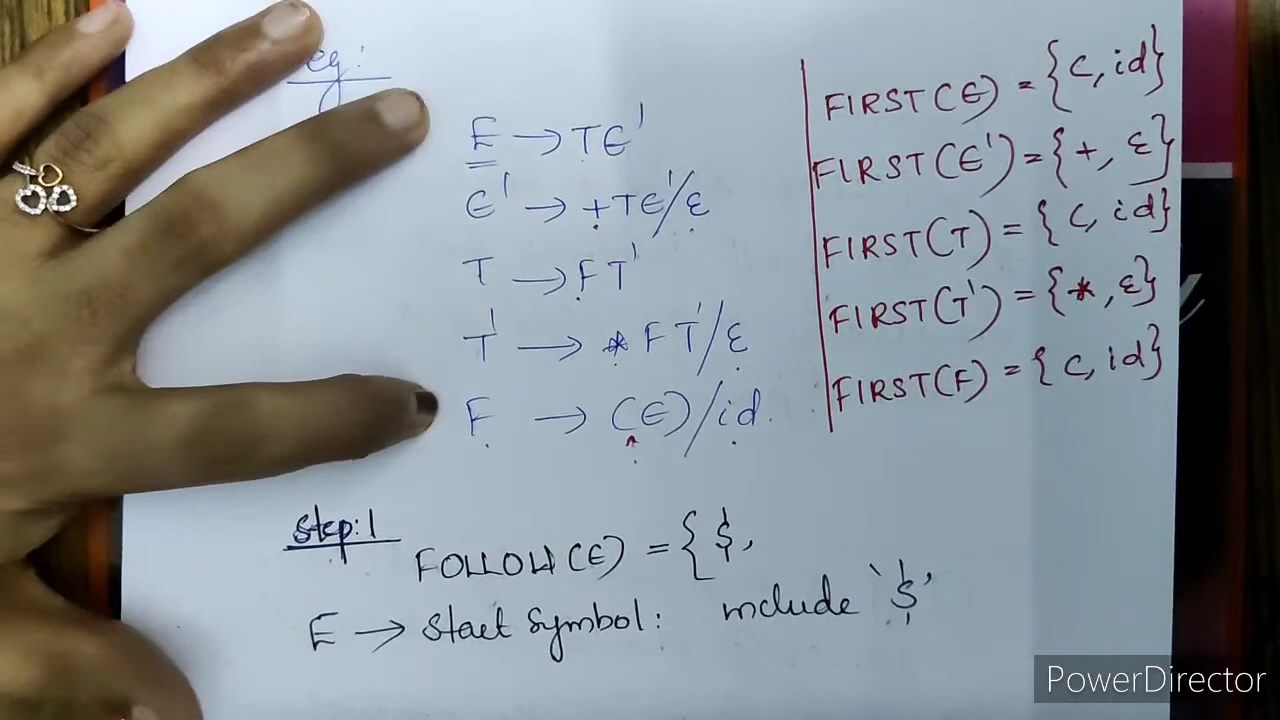 eg:
E → TE'
E' → +TE'/ε
T → FT'
T' → *FT'/ε
F → (E)/id.
FIRST(E) = {(, id}
FIRST(E') = {+, ε}
FIRST(T) = {(, id}
FIRST(T') = {*, ε}
FIRST(F) = {(, id}
Step:1
FOLLOW(E) = {$,
E → Start Symbol: include '$'
PowerDirector